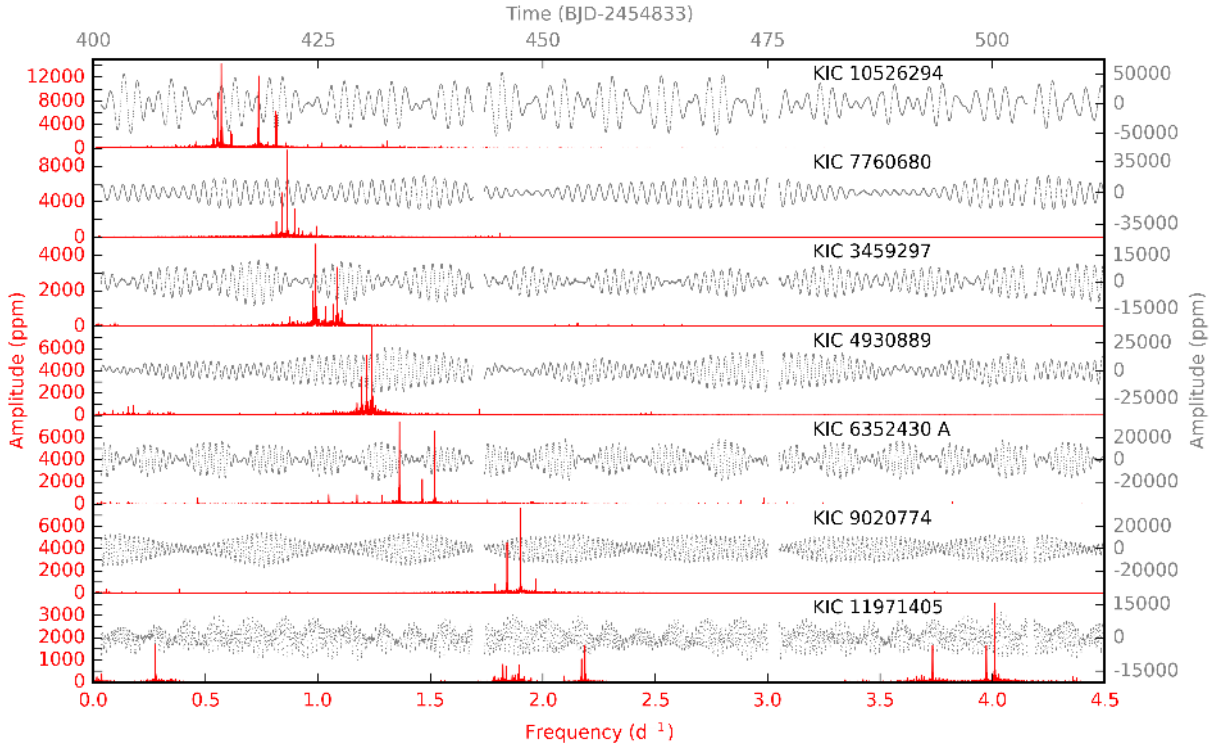 Time (BJD-2454833)
400 425 450 475 500
KIC 10526294
12000 8000 4000 0
50000 0 -50000
KIC 7760680
8000 4000 0
35000 0 -35000
KIC 3459297
4000 2000 0
15000 0 -15000
KIC 4930889
6000 4000 2000 0
25000 0 -25000
KIC 6352430 A
6000 4000 2000 0
20000 0 -20000
KIC 9020774
6000 4000 2000 0
20000 0 -20000
KIC 11971405
3000 2000 1000 0
15000 0 -15000
Amplitude (ppm)
Amplitude (ppm)
0.0 0.5 1.0 1.5 2.0 2.5 3.0 3.5 4.0 4.5
Frequency (d⁻¹)